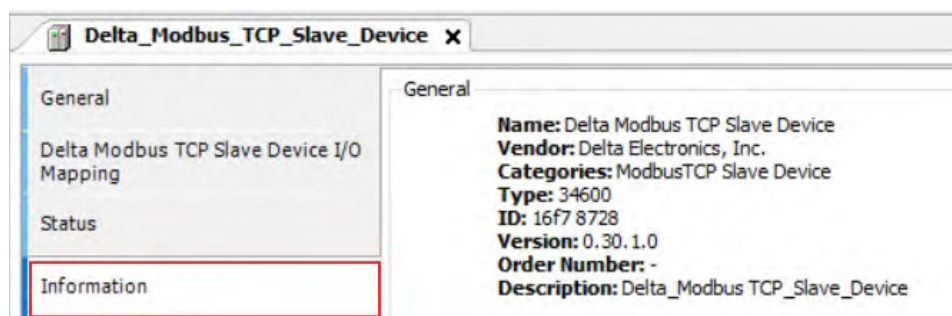 Delta_Modbus_TCP_Slave_Device
General
Delta Modbus TCP Slave Device I/O
Mapping
Status
Information
General
Name: Delta Modbus TCP Slave Device
Vendor: Delta Electronics, Inc.
Categories: ModbusTCP Slave Device
Type: 34600
ID: 16f7 8728
Version: 0.30.1.0
Order Number: -
Description: Delta_Modbus TCP_Slave_Device